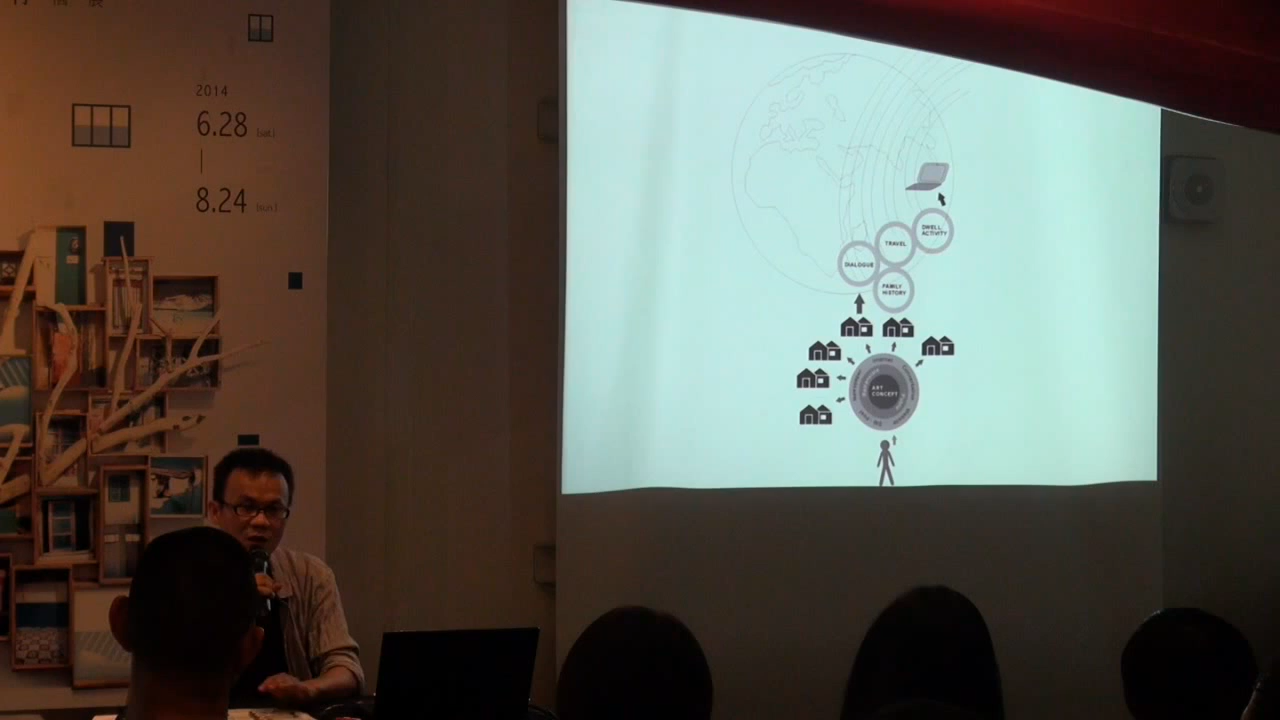 2014
6.28 (sat.)
8.24 (sun.)
DWELL
ACTIVITY
TRAVEL
DIALOGUE
FAMILY
HISTORY
ART
CONCEPT